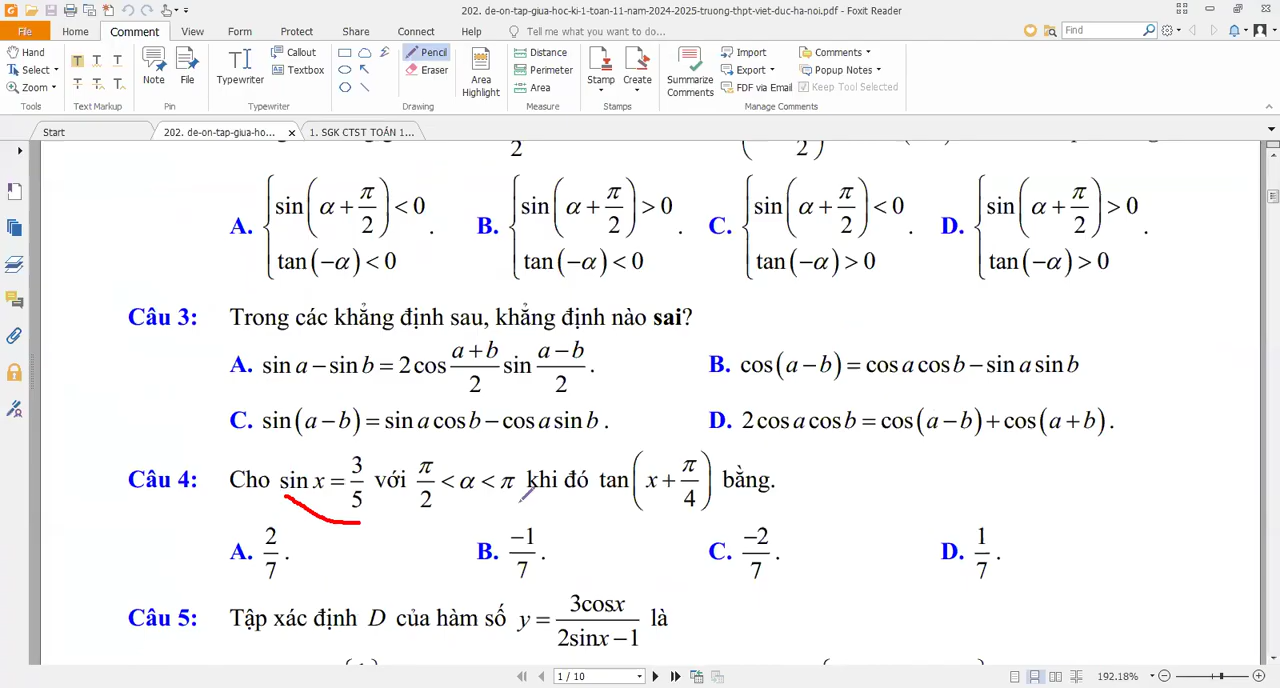 202. de-on-tap-giua-hoc-ki-1-toan-11-nam-2024-2025-truong-thpt-viet-duc-ha-noi.pdf - Foxit Reader
File Home Comment View Form Protect Share Connect Help Tell me what you want to do... Find
Hand
Select
Zoom
Tools
Text Markup
Note
File
Pin
Typewriter
Callout
Textbox
Typewriter
Pencil
Eraser
Area Highlight
Drawing
Distance
Perimeter
Area
Measure
Stamp
Create
Stamps
Summarize Comments
Import
Export
FDF via Email
Comments
Popup Notes
Keep Tool Selected
Manage Comments
Start 202. de-on-tap-giua-ho... 1. SGK CTST TOÁN 1...
A. {sin(α + π/2) < 0
tan(−α) < 0 .
B. {sin(α + π/2) > 0
tan(−α) < 0 .
C. {sin(α + π/2) < 0
tan(−α) > 0 .
D. {sin(α + π/2) > 0
tan(−α) > 0 .
Câu 3: Trong các khẳng định sau, khẳng định nào sai?
A. sin a − sin b = 2cos (a+b)/2 sin (a−b)/2 . B. cos(a − b) = cos a cos b − sin a sin b
C. sin(a − b) = sin a cos b − cos a sin b . D. 2cos a cos b = cos(a − b) + cos(a + b).
Câu 4: Cho sin x = 3/5 với π/2 < α < π khi đó tan(x + π/4) bằng.
A. 2/7 . B. −1/7 . C. −2/7 . D. 1/7 .
Câu 5: Tập xác định D của hàm số y = 3cosx/(2sinx − 1) là
1 / 10 192.18%